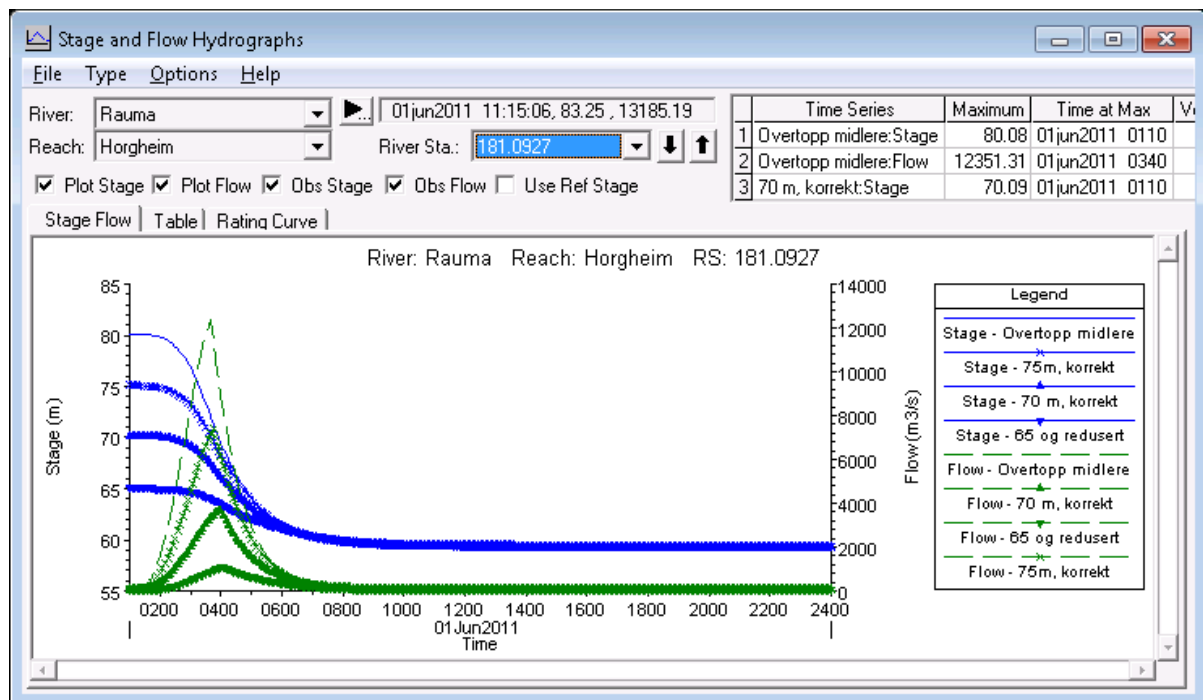 Stage and Flow Hydrographs
File Type Options Help
River: Rauma 01jun2011 11:15:06, 83.25 , 13185.19
Reach: Horgheim River Sta.: 181.0927
Plot Stage Plot Flow Obs Stage Obs Flow Use Ref Stage
Time Series Maximum Time at Max
1 Overtopp midlere:Stage 80.08 01jun2011 0110
2 Overtopp midlere:Flow 12351.31 01jun2011 0340
3 70 m, korrekt:Stage 70.09 01jun2011 0110
Stage Flow Table Rating Curve
River: Rauma Reach: Horgheim RS: 181.0927
85
80
75
70
65
60
55
Stage (m)
14000
12000
10000
8000
6000
4000
2000
0
Flow (m3/s)
0200 0400 0600 0800 1000 1200 1400 1600 1800 2000 2200 2400
01Jun2011
Time
Legend
Stage - Overtopp midlere
Stage - 75m, korrekt
Stage - 70 m, korrekt
Stage - 65 og redusert
Flow - Overtopp midlere
Flow - 70 m, korrekt
Flow - 65 og redusert
Flow - 75m, korrekt